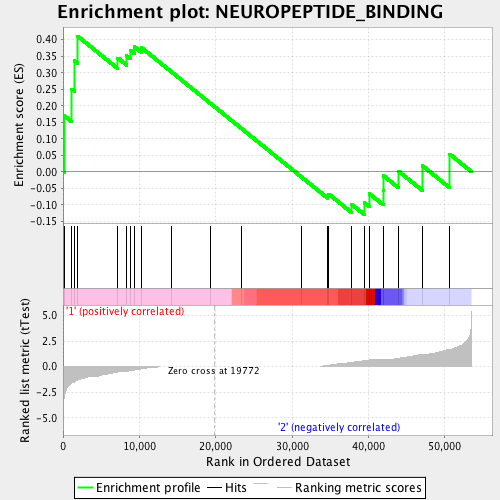 Enrichment plot: NEUROPEPTIDE_BINDING
Enrichment score (ES)
0.40
0.35
0.30
0.25
0.20
0.15
0.10
0.05
0.00
-0.05
-0.10
-0.15
'1' (positively correlated)
Ranked list metric (tTest)
5.0
2.5
0.0
-2.5
-5.0
Zero cross at 19772
'2' (negatively correlated)
0
10,000
20,000
30,000
40,000
50,000
Rank in Ordered Dataset
Enrichment profile
Hits
Ranking metric scores